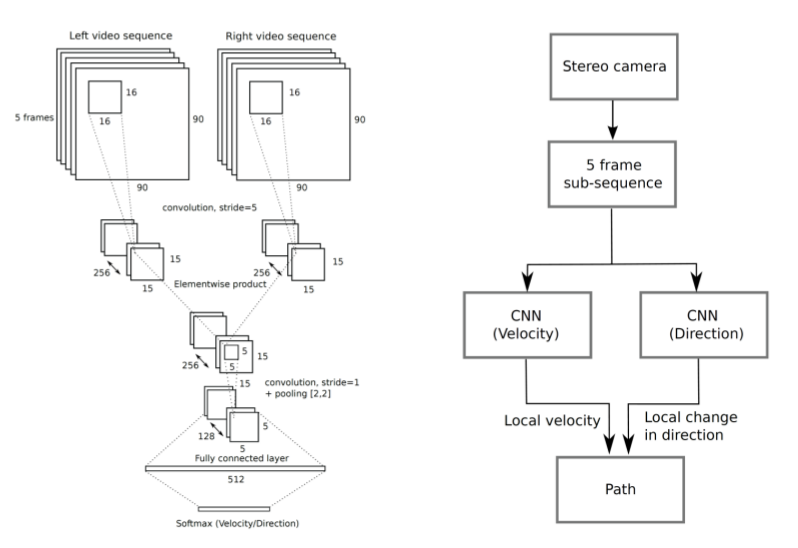 Left video sequence
Right video sequence
16
16
5 frames
90
90
16
16
90
90
convolution, stride=5
256
15
15
256
15
15
Elementwise product
256
5
5
15
15
convolution, stride=1
+ pooling [2,2]
128
5
5
Fully connected layer
512
Softmax (Velocity/Direction)
Stereo camera
5 frame
sub-sequence
CNN
(Velocity)
CNN
(Direction)
Local velocity
Local change
in direction
Path